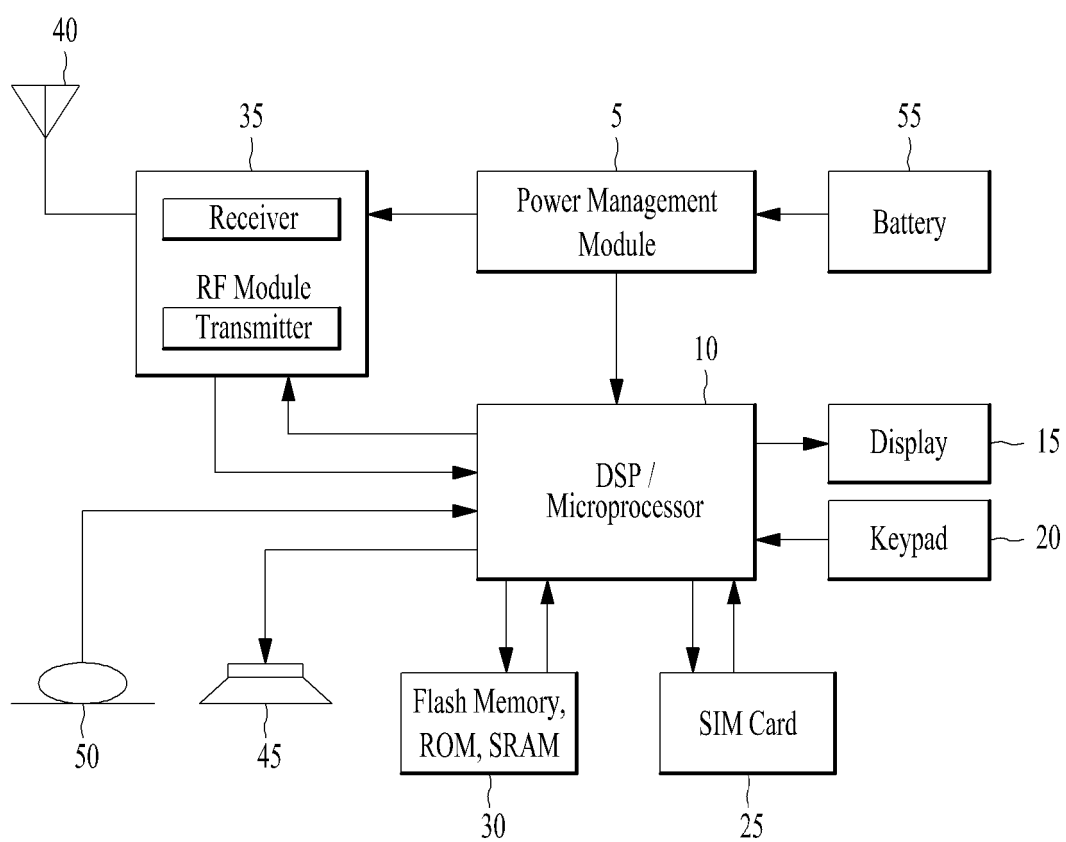 40
35
5
55
Receiver
RF Module
Transmitter
Power Management
Module
Battery
10
DSP /
Microprocessor
Display
15
Keypad
20
50
45
Flash Memory,
ROM, SRAM
30
SIM Card
25